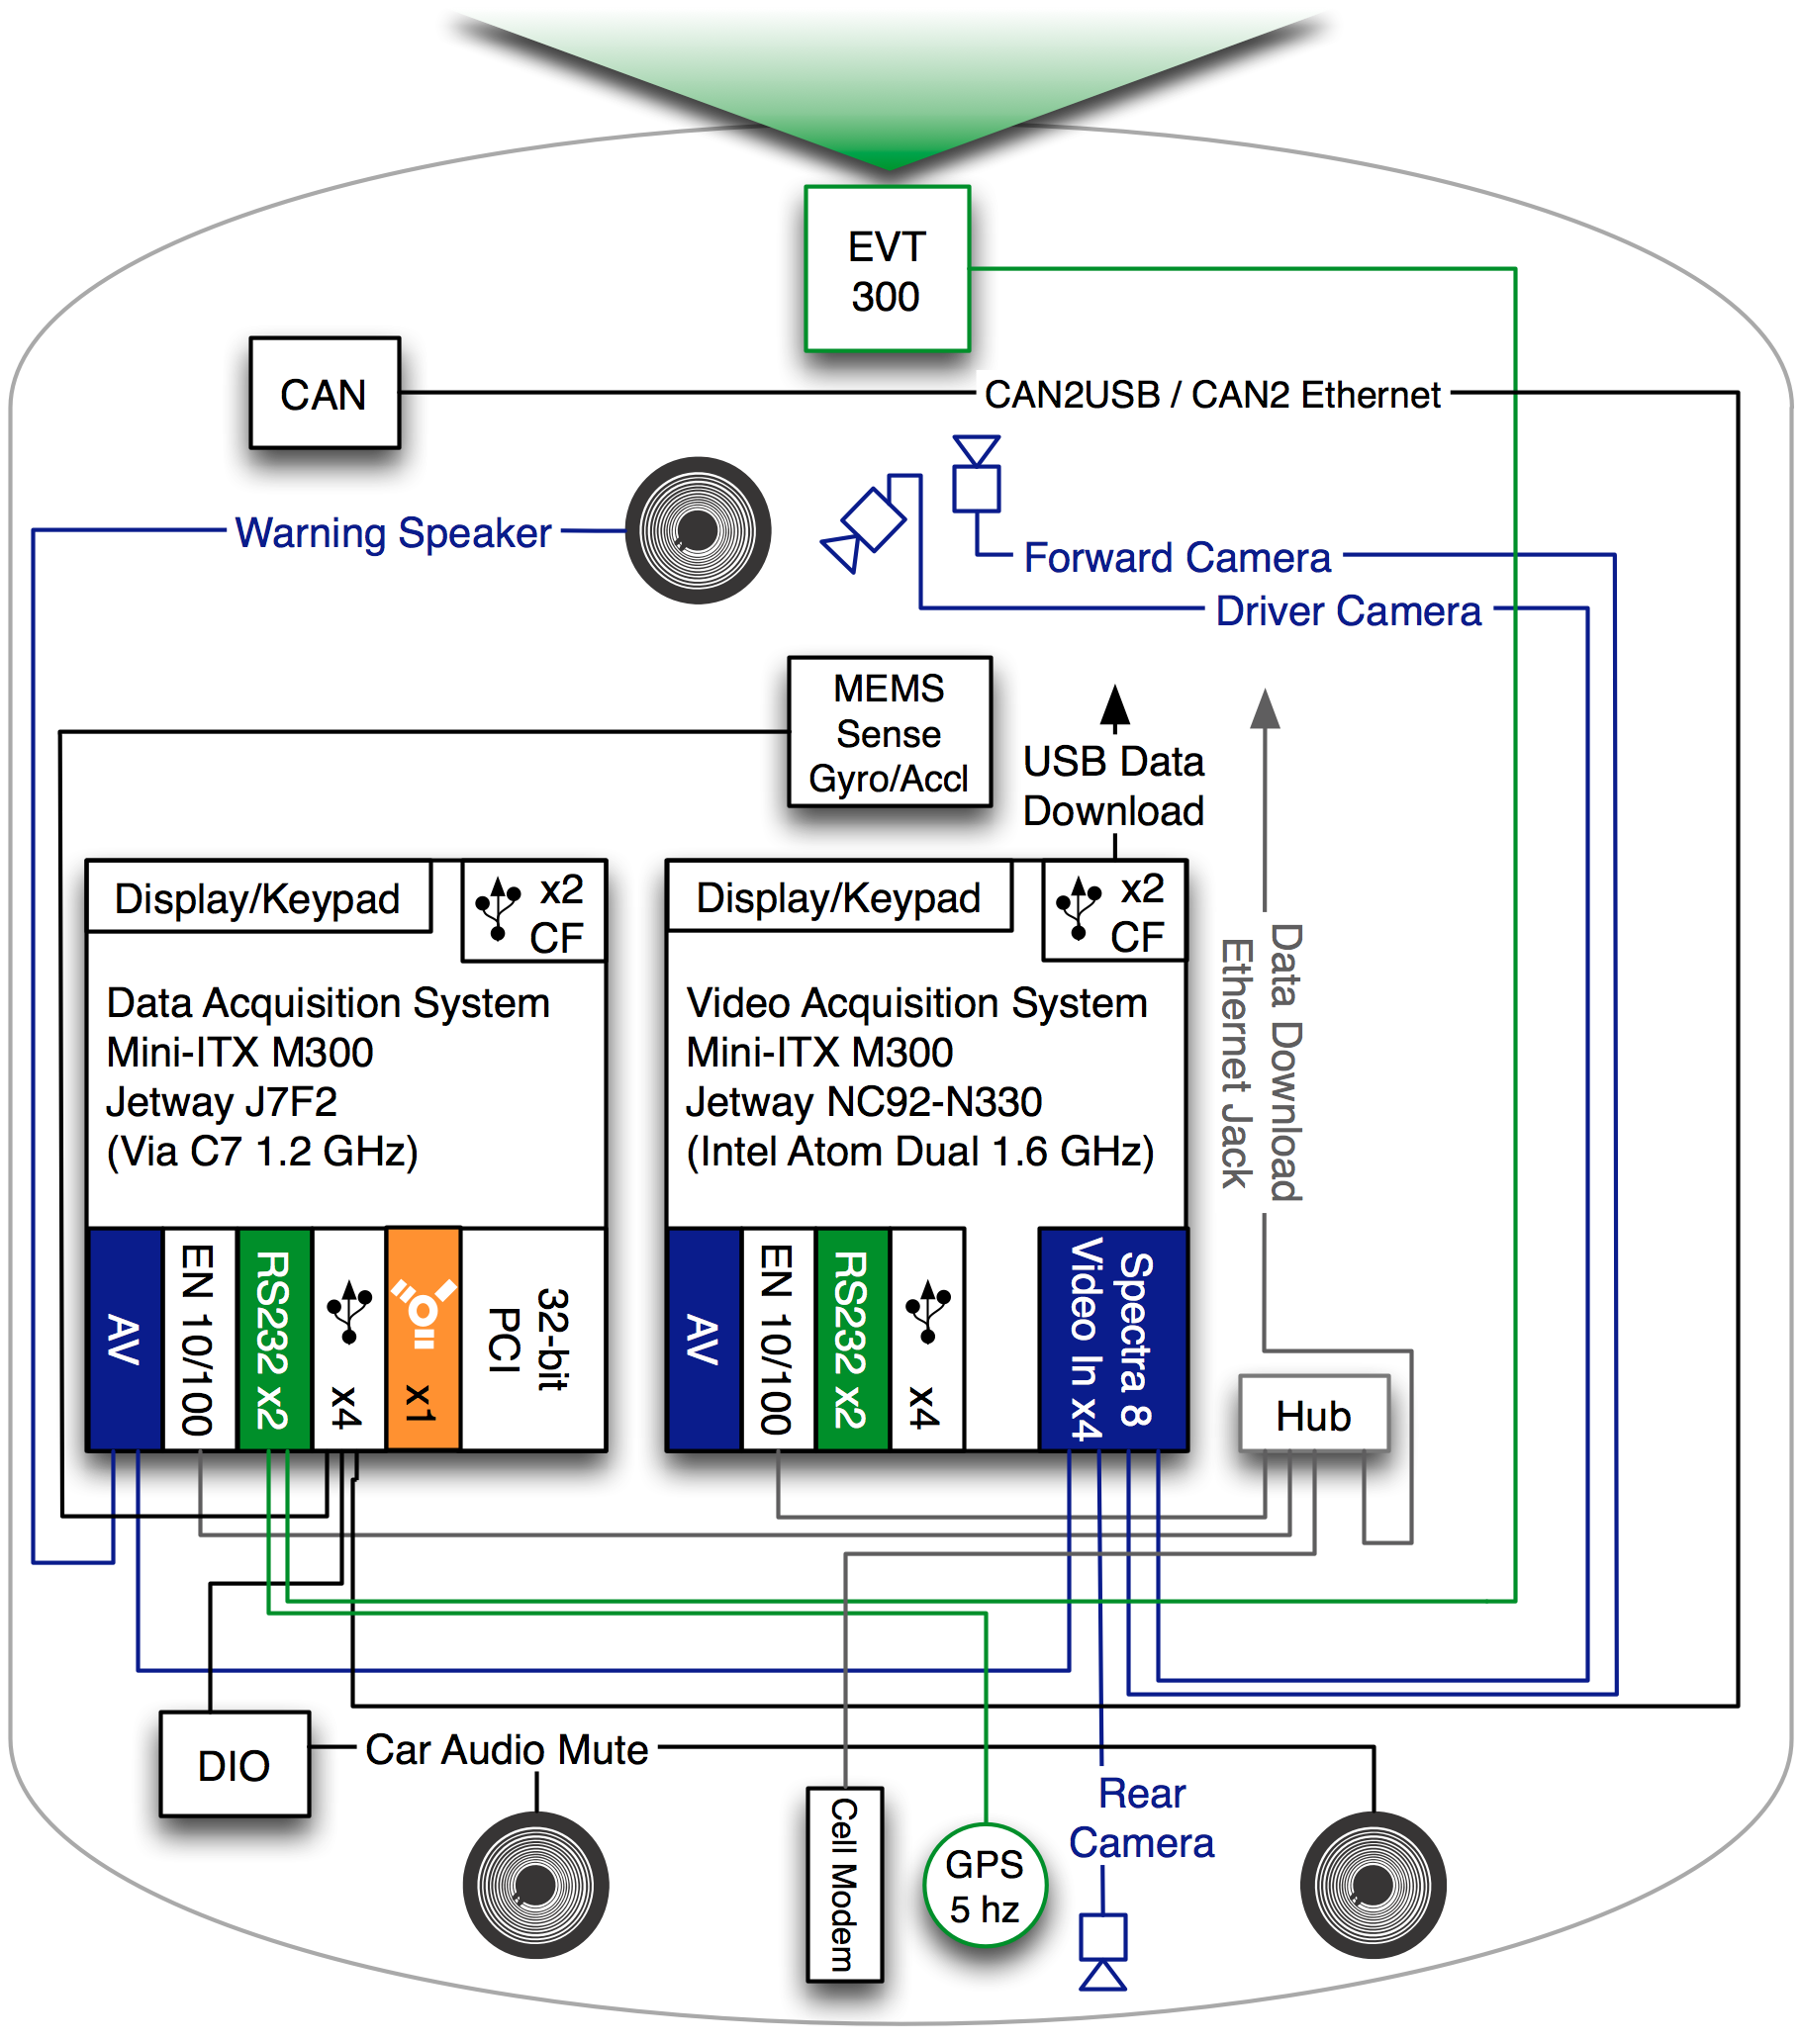 EVT
300
CAN
CAN2USB / CAN2 Ethernet
Warning Speaker
Forward Camera
Driver Camera
MEMS
Sense
Gyro/Accl
USB Data
Download
Display/Keypad
x2
CF
Data Acquisition System
Mini-ITX M300
Jetway J7F2
(Via C7 1.2 GHz)
AV
EN 10/100
RS232 x2
x4
x1
32-bit
PCI
Display/Keypad
x2
CF
Video Acquisition System
Mini-ITX M300
Jetway NC92-N330
(Intel Atom Dual 1.6 GHz)
AV
EN 10/100
RS232 x2
x4
Spectra 8
Video In x4
Data Download
Ethernet Jack
Hub
DIO
Car Audio Mute
Cell Modem
GPS
5 hz
Rear
Camera